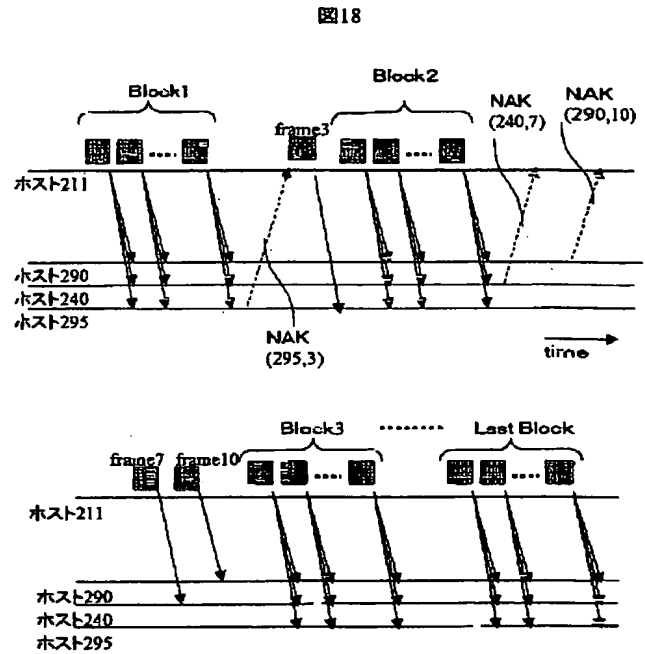 図18
Block1
Block2
NAK
(240,7)
NAK
(290,10)
frame3
ホスト211
ホスト290
ホスト240
ホスト295
NAK
(295,3)
time
Block3
Last Block
frame7
frame10
ホスト211
ホスト290
ホスト240
ホスト295